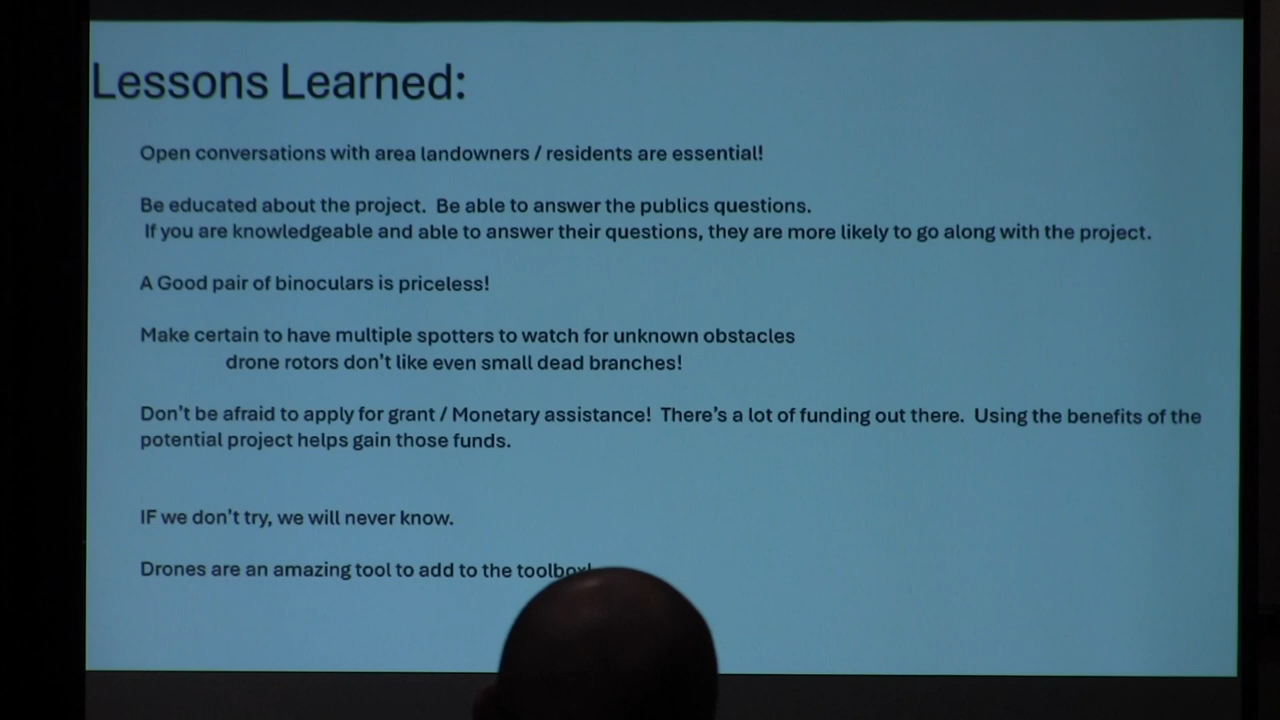 Lessons Learned:
Open conversations with area landowners / residents are essential!
Be educated about the project.  Be able to answer the publics questions.
If you are knowledgeable and able to answer their questions, they are more likely to go along with the project.
A Good pair of binoculars is priceless!
Make certain to have multiple spotters to watch for unknown obstacles
drone rotors don't like even small dead branches!
Don't be afraid to apply for grant / Monetary assistance!  There's a lot of funding out there.  Using the benefits of the
potential project helps gain those funds.
IF we don't try, we will never know.
Drones are an amazing tool to add to the toolbox!